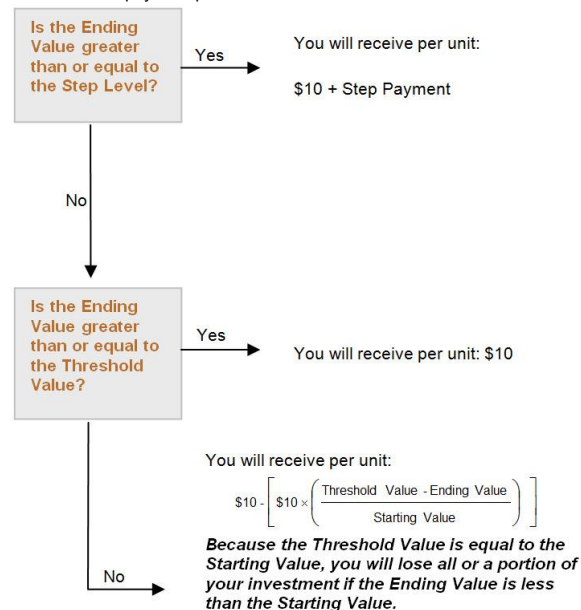 Is the Ending
Value greater
than or equal to
the Step Level?
Yes
You will receive per unit:
$10 + Step Payment
No
Is the Ending
Value greater
than or equal to
the Threshold
Value?
Yes
You will receive per unit: $10
You will receive per unit:
$10 - [ $10 × ( Threshold Value - Ending Value / Starting Value ) ]
Because the Threshold Value is equal to the
Starting Value, you will lose all or a portion of
your investment if the Ending Value is less
than the Starting Value.
No